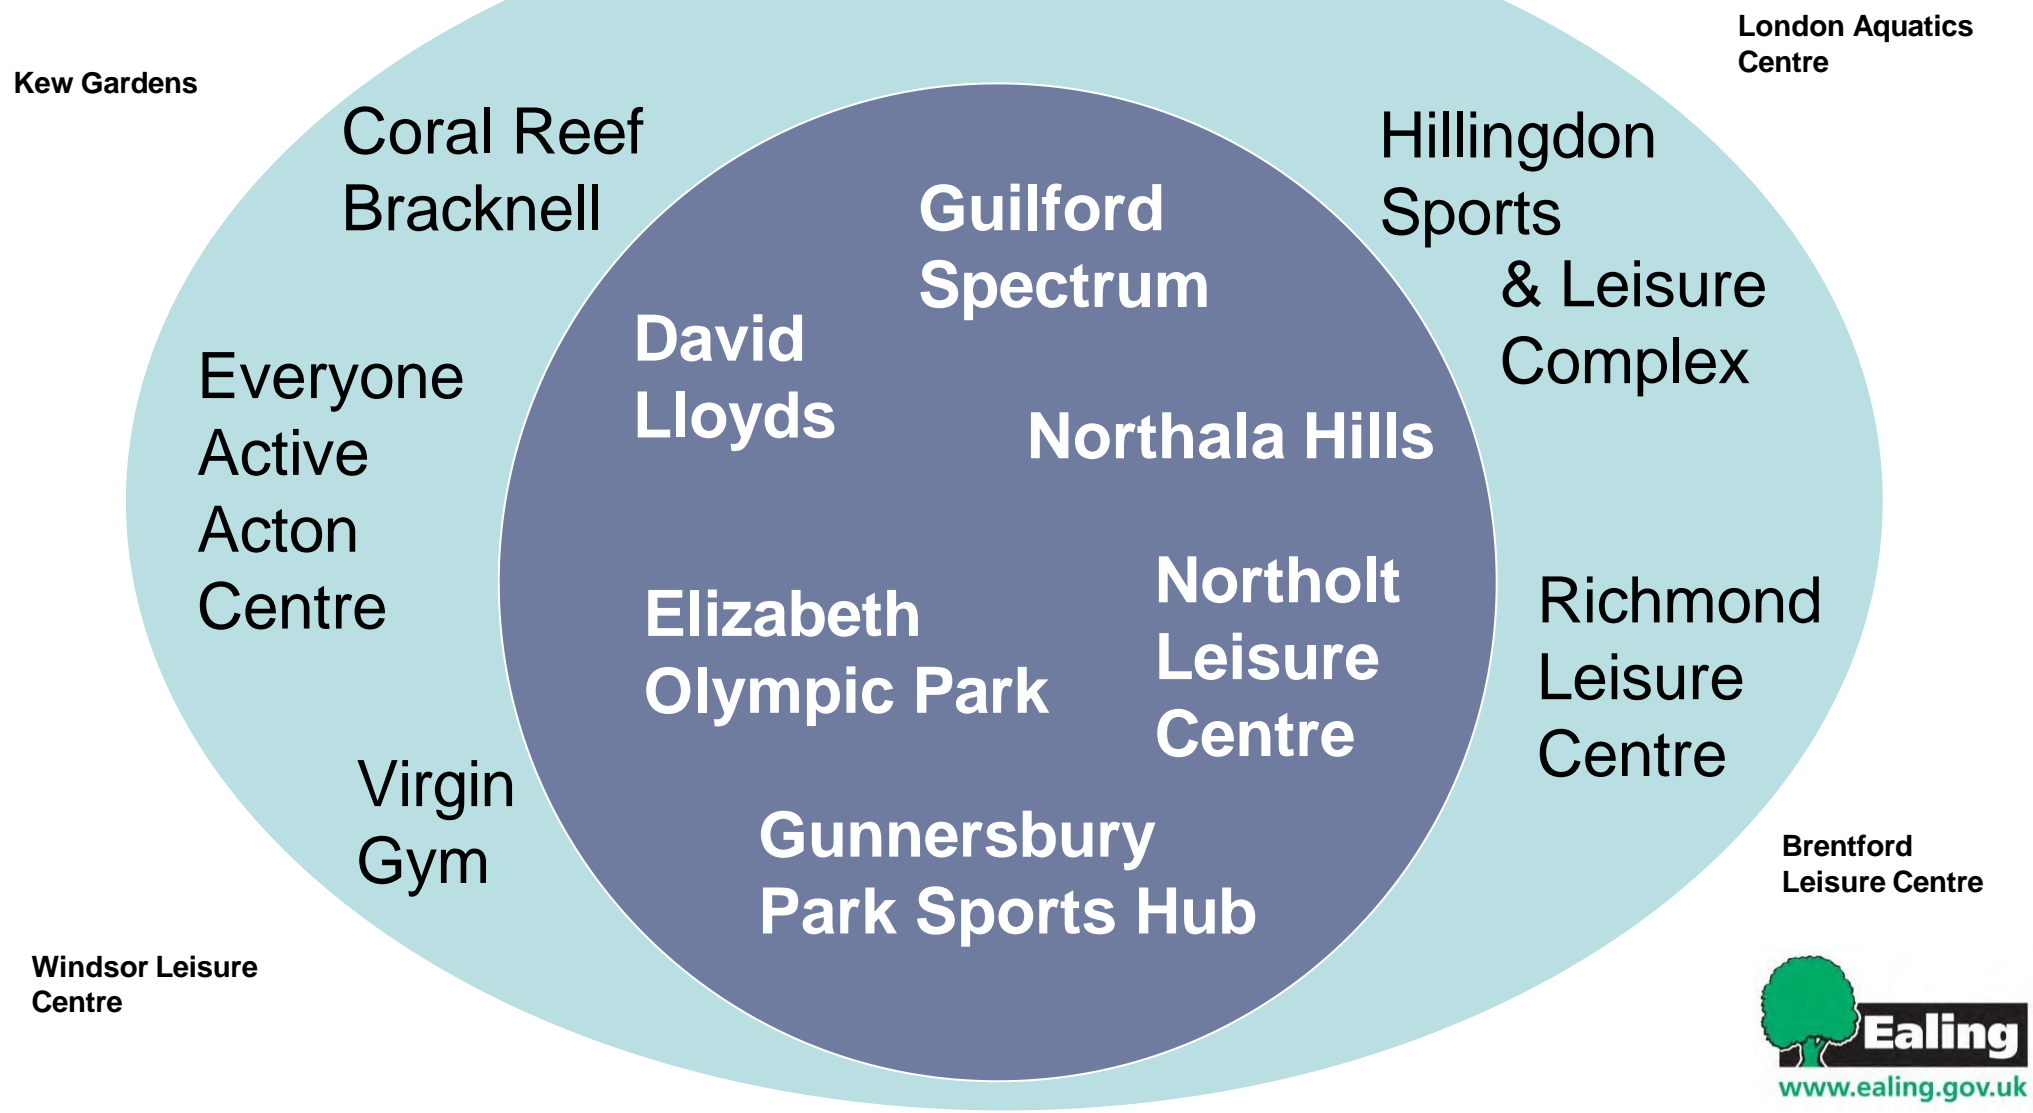 London Aquatics
Centre
Kew Gardens
Coral Reef
Bracknell
Hillingdon
Sports
& Leisure
Complex
Guilford
Spectrum
David
Lloyds
Everyone
Active
Acton
Centre
Northala Hills
Elizabeth
Olympic Park
Northolt
Leisure
Centre
Richmond
Leisure
Centre
Virgin
Gym
Gunnersbury
Park Sports Hub
Brentford
Leisure Centre
Windsor Leisure
Centre
Ealing
www.ealing.gov.uk